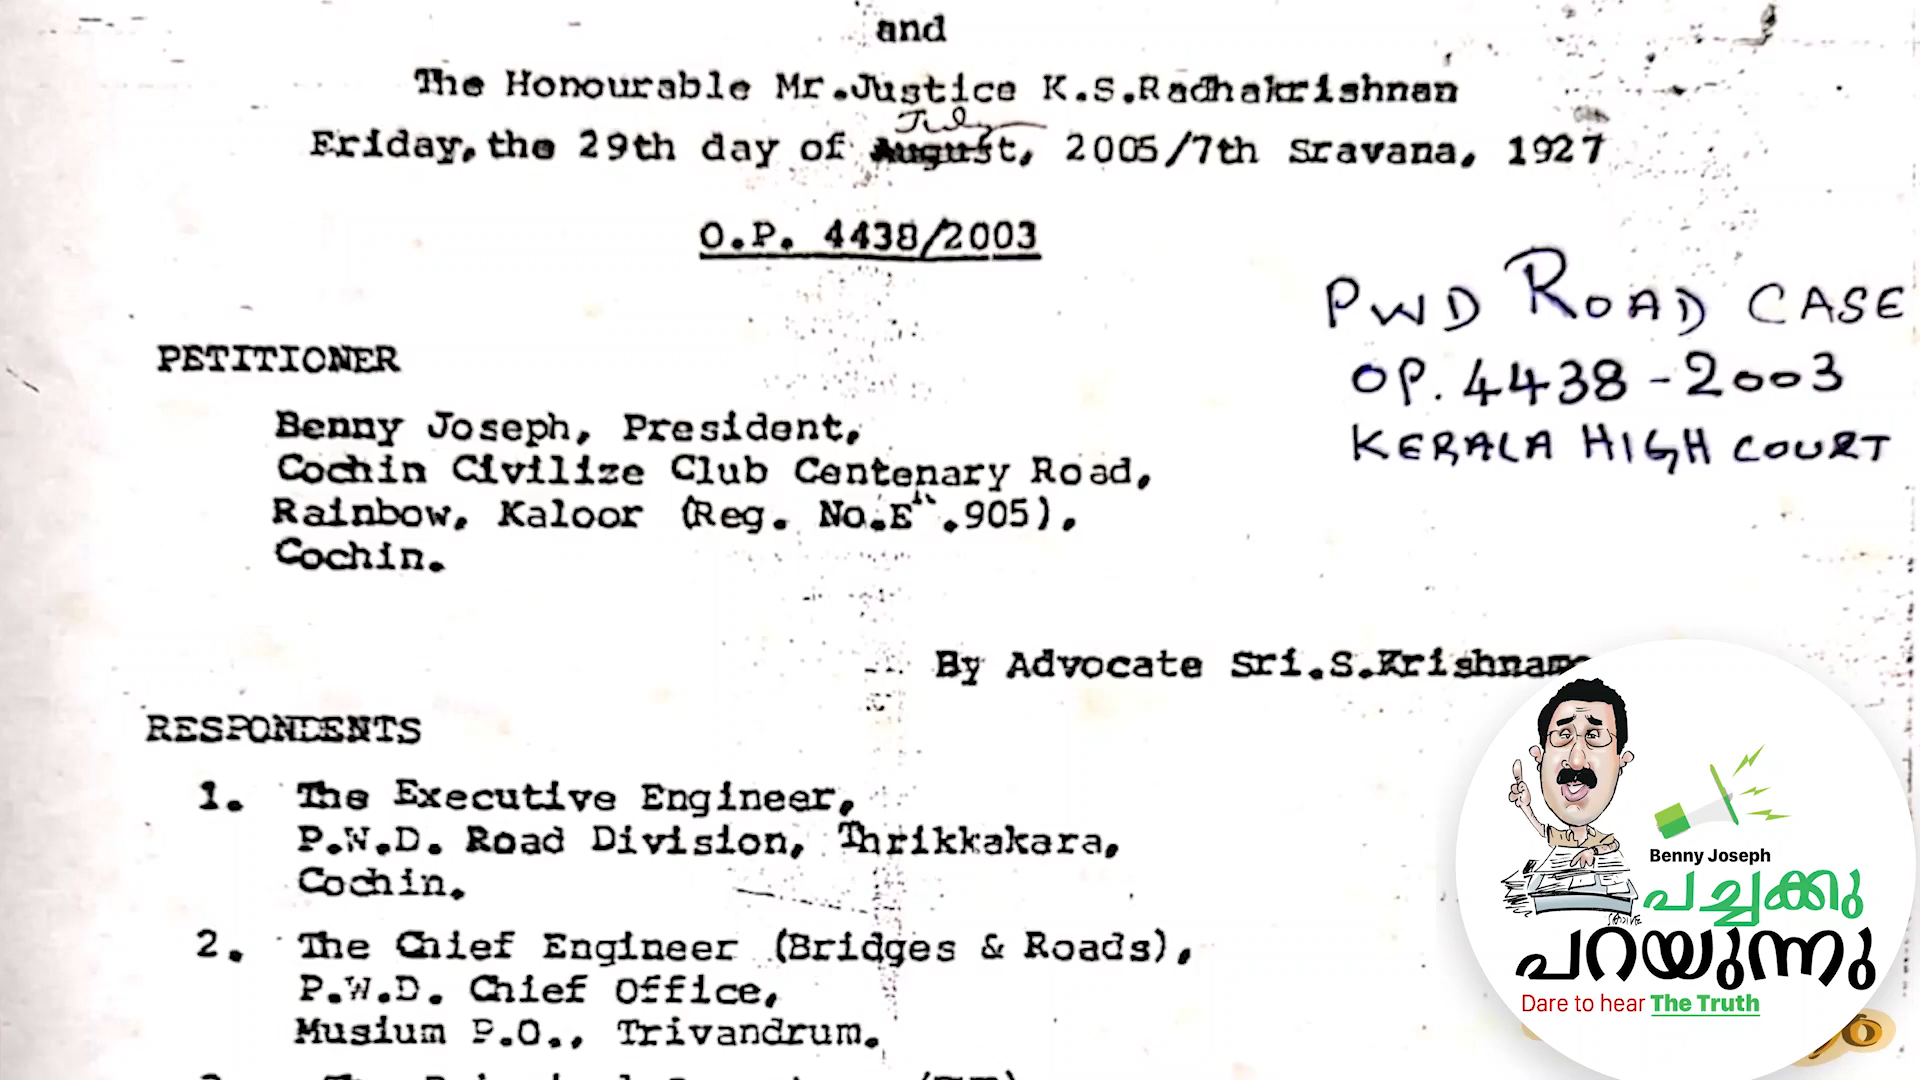 and
The Honourable Mr.Justice K.S.Radhakrishnan
July
Friday, the 29th day of August, 2005/7th Sravana, 1927
O.P. 4438/2003
PWD ROAD CASE
OP. 4438-2003
KERALA HIGH COURT
PETITIONER
Benny Joseph, President,
Cochin Civilize Club Centenary Road,
Rainbow, Kaloor (Reg. No.E .905),
Cochin.
By Advocate Sri.S.
RESPONDENTS
1. The Executive Engineer,
P.W.D. Road Division, Thrikkakara,
Cochin.
2. The Chief Engineer (Bridges & Roads),
P.W.D. Chief Office,
Musium P.O., Trivandrum.
Benny Joseph
പച്ചക്കു
പറയുന്നു
Dare to hear The Truth